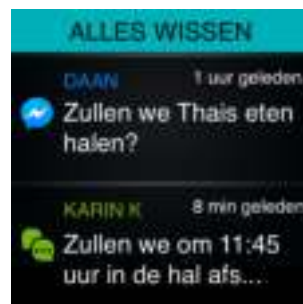 ALLES WISSEN
DAAN 1 uur geleden
Zullen we Thais eten
halen?
KARIN K 8 min geleden
Zullen we om 11:45
uur in de hal afs....